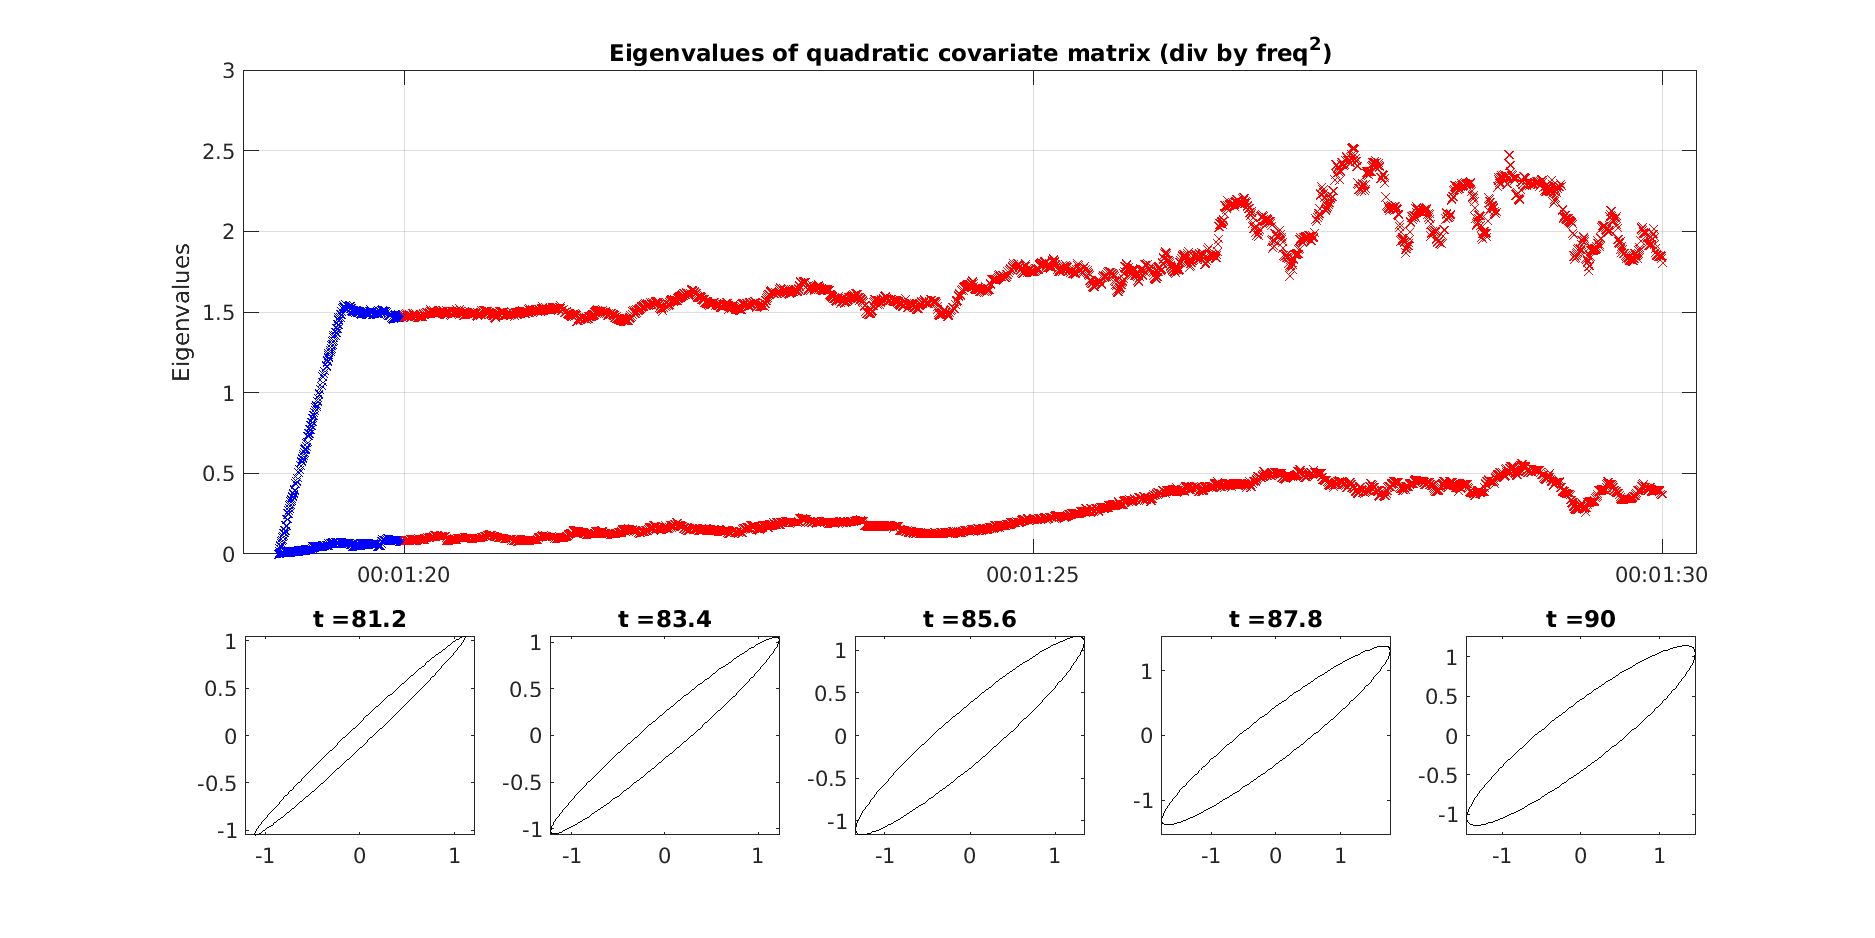 Eigenvalues of quadratic covariate matrix (div by freq²)
Eigenvalues
3
2.5
2
1.5
1
0.5
0
00:01:20 00:01:25 00:01:30
t =81.2 t =83.4 t =85.6 t =87.8 t =90
1 1 1 1 1
0.5 0.5 0.5 0.5
0 0 0 0 0
-0.5 -0.5 -0.5 -0.5
-1 -1 -1 -1 -1
-1 0 1 -1 0 1 -1 0 1 -1 0 1 -1 0 1